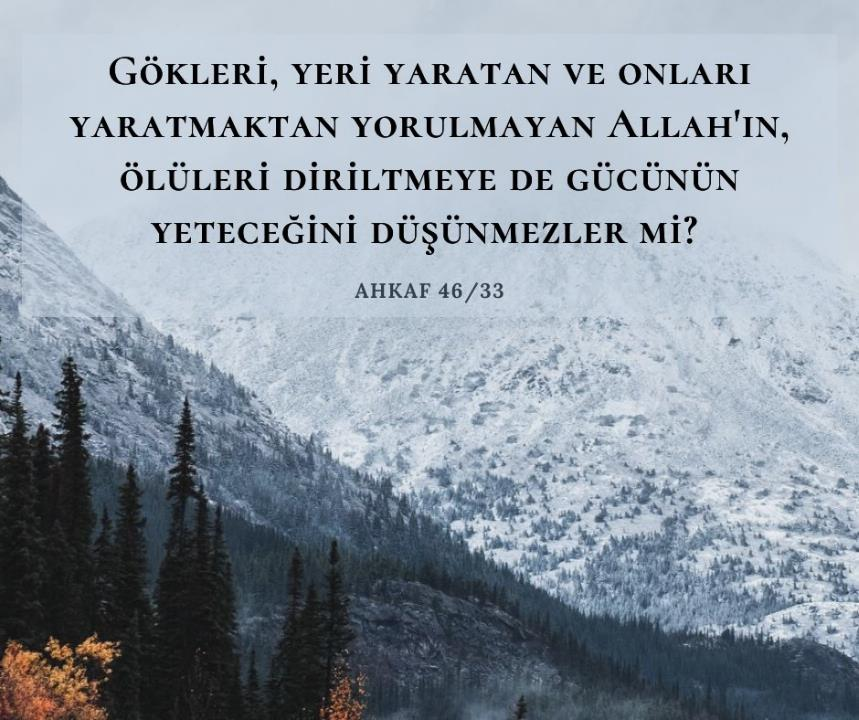 Gökleri, yeri yaratan ve onları
yaratmaktan yorulmayan Allah'ın,
ölüleri diriltmeye de gücünün
yeteceğini düşünmezler mi?
AHKAF 46/33